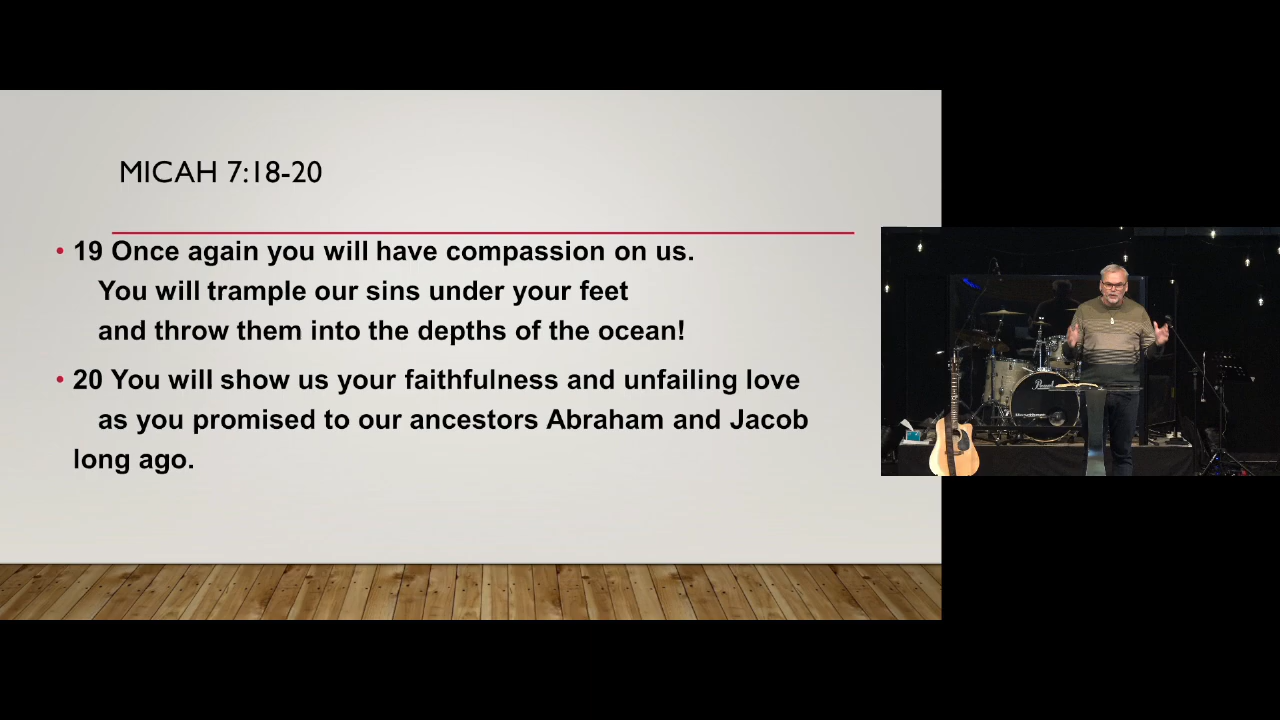 MICAH 7:18-20
• 19 Once again you will have compassion on us.
You will trample our sins under your feet
and throw them into the depths of the ocean!
• 20 You will show us your faithfulness and unfailing love
as you promised to our ancestors Abraham and Jacob
long ago.
Pearl